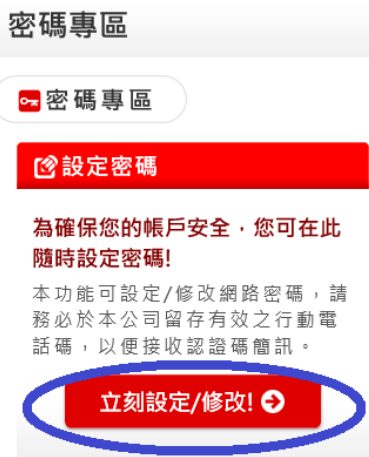 密碼專區
密碼專區
設定密碼
為確保您的帳戶安全，您可在此
隨時設定密碼!
本功能可設定/修改網路密碼，請
務必於本公司留存有效之行動電
話碼，以便接收認證碼簡訊。
立刻設定/修改!